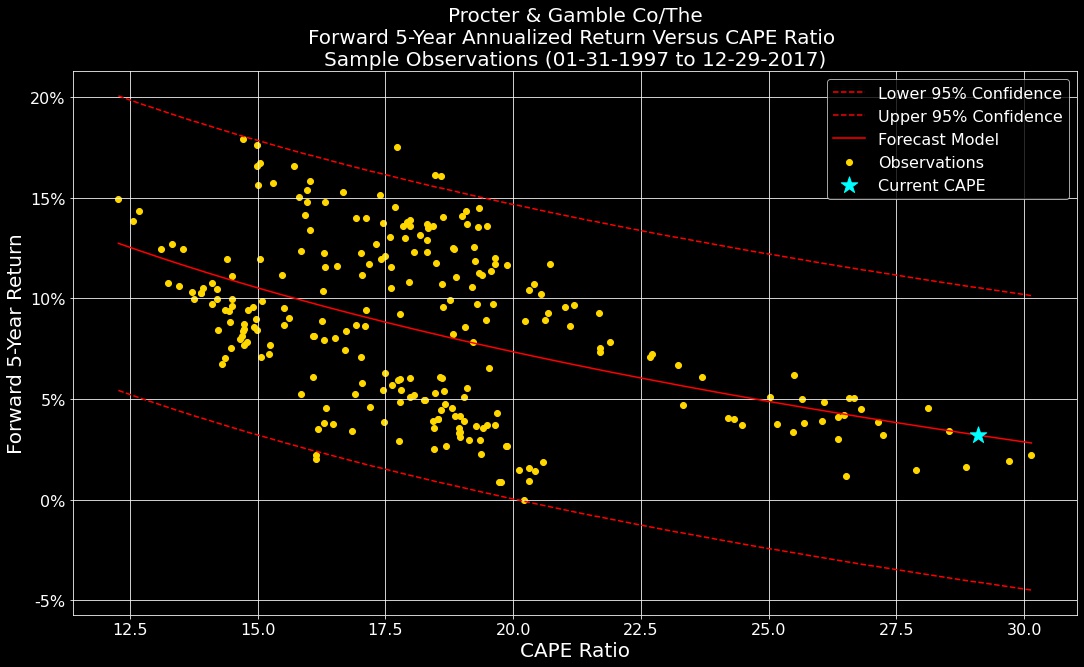 Procter & Gamble Co/The
Forward 5-Year Annualized Return Versus CAPE Ratio
Sample Observations (01-31-1997 to 12-29-2017)
Lower 95% Confidence
Upper 95% Confidence
Forecast Model
Observations
Current CAPE
Forward 5-Year Return
20%
15%
10%
5%
0%
-5%
12.5 15.0 17.5 20.0 22.5 25.0 27.5 30.0
CAPE Ratio